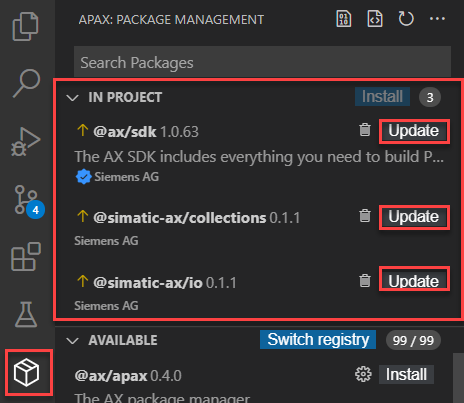 APAX: PACKAGE MANAGEMENT
Search Packages
IN PROJECT Install 3
@ax/sdk 1.0.63 Update
The AX SDK includes everything you need to build P...
Siemens AG
4
@simatic-ax/collections 0.1.1 Update
Siemens AG
@simatic-ax/io 0.1.1 Update
Siemens AG
AVAILABLE Switch registry 99 / 99
@ax/apax 0.4.0 Install
The AX package manager